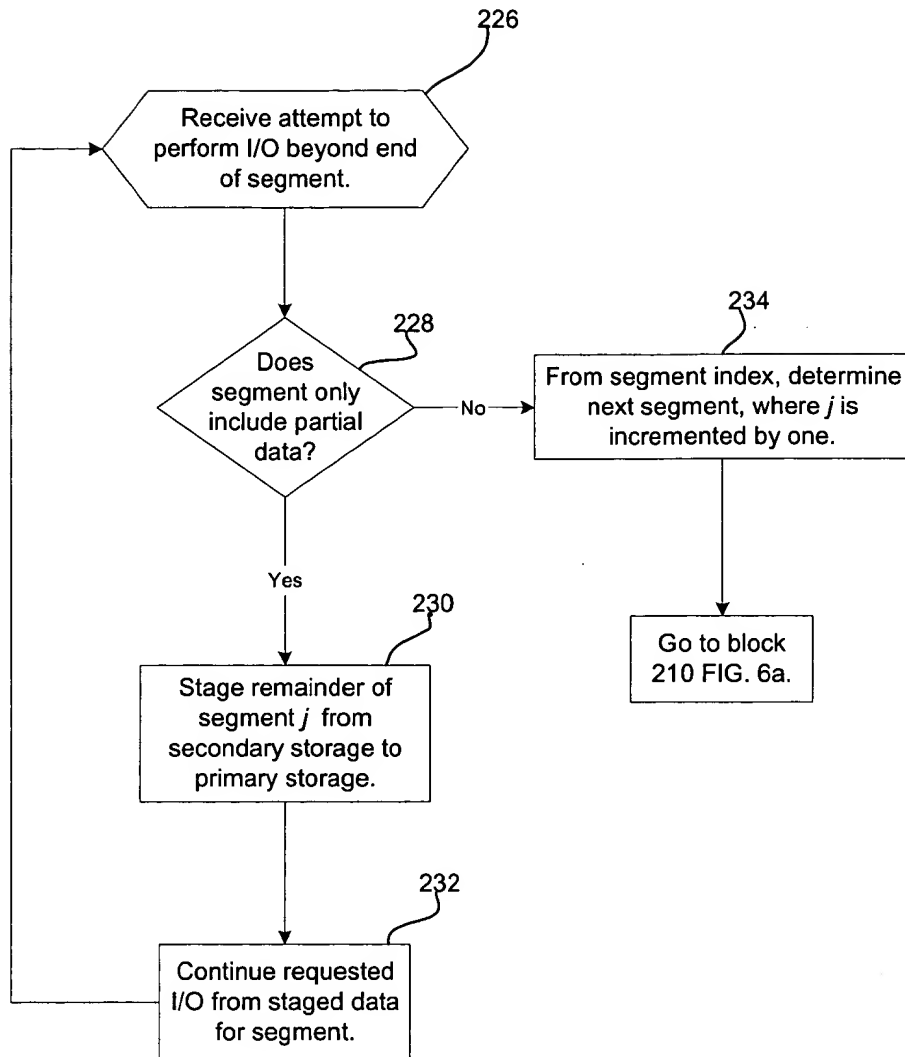 226
Receive attempt to
perform I/O beyond end
of segment.
228
Does
segment only
include partial
data?
No
234
From segment index, determine
next segment, where j is
incremented by one.
Yes
230
Stage remainder of
segment j from
secondary storage to
primary storage.
Go to block
210 FIG. 6a.
232
Continue requested
I/O from staged data
for segment.